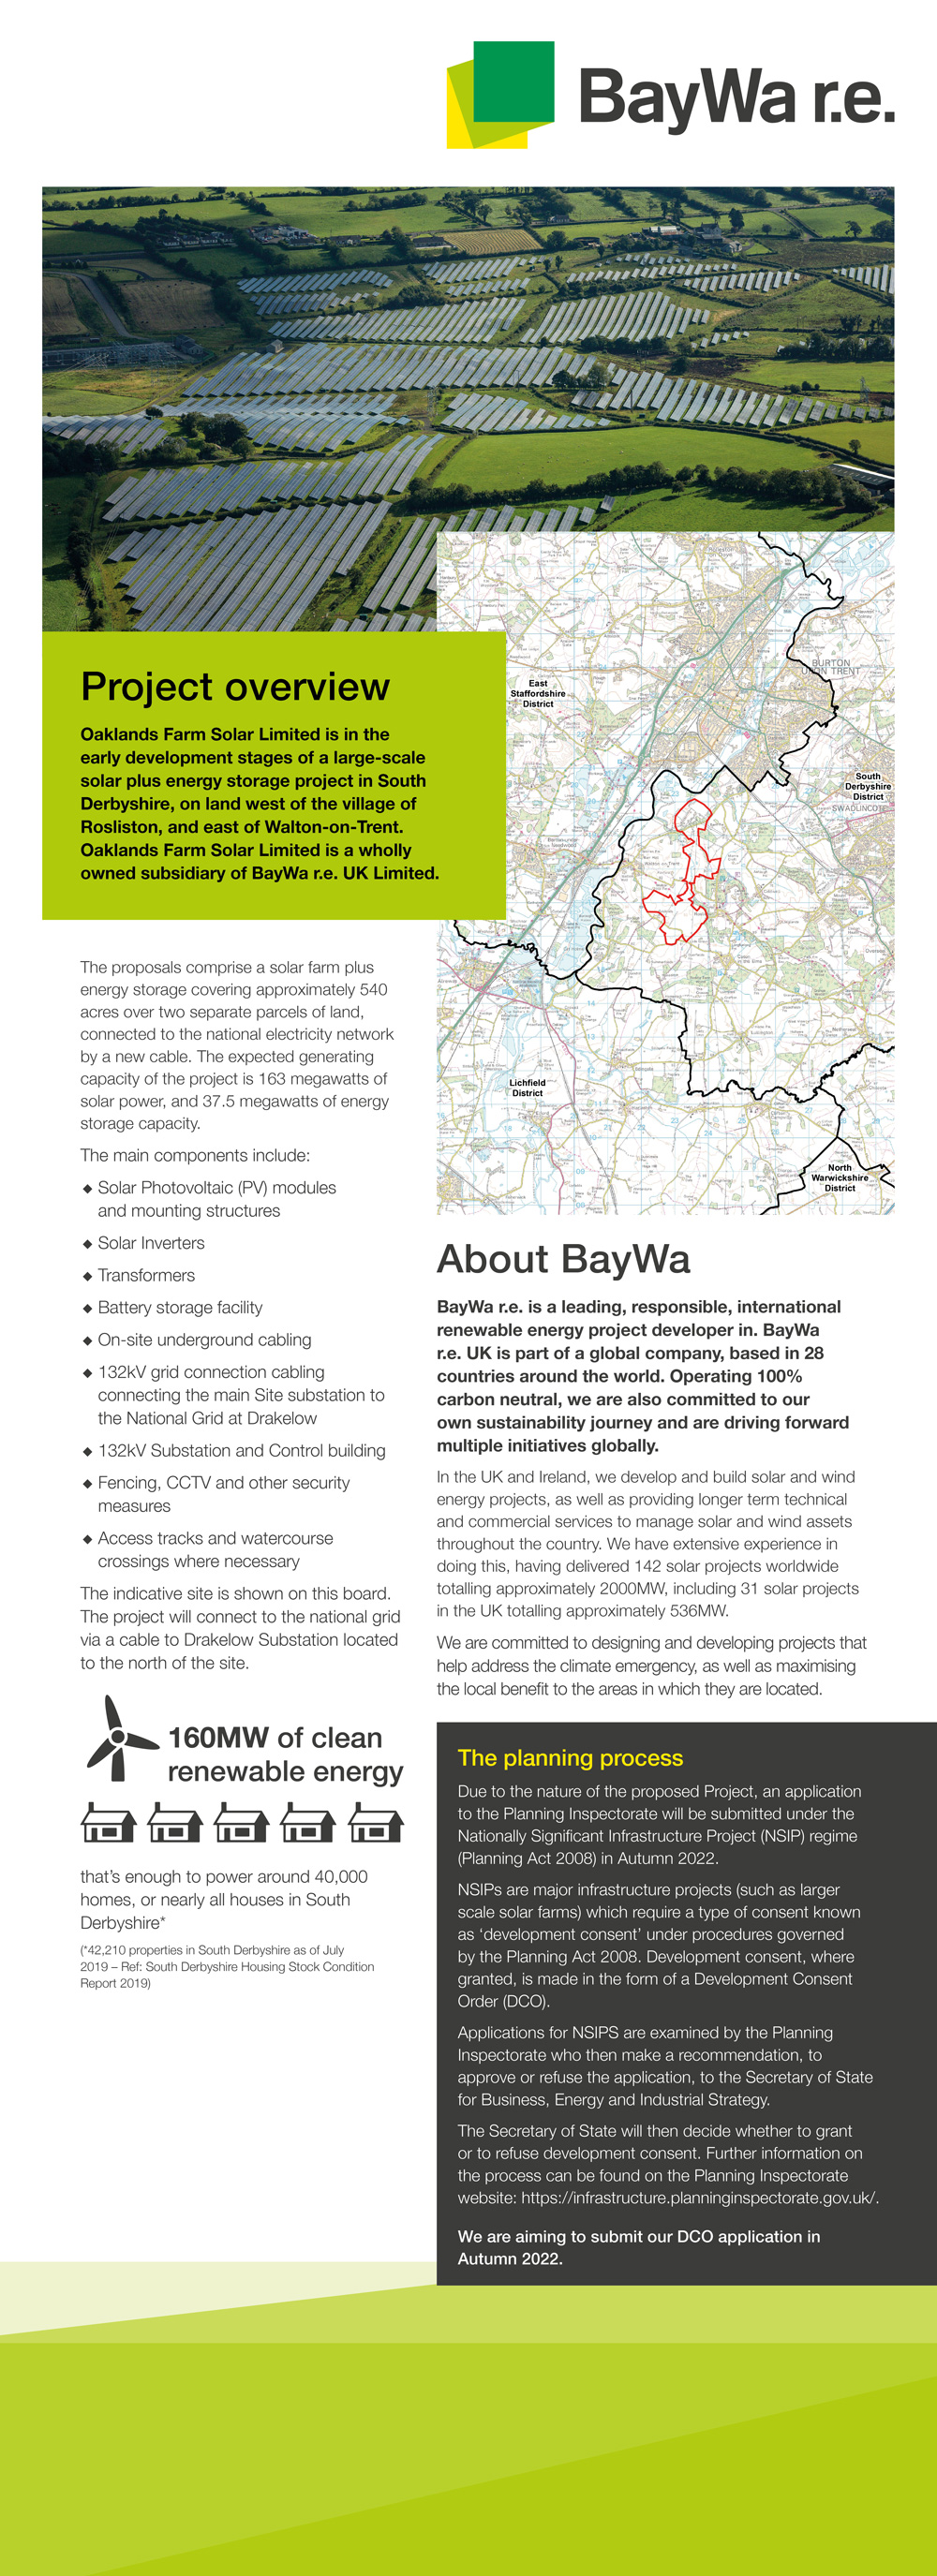 BayWa r.e.
Project overview
Oaklands Farm Solar Limited is in the
early development stages of a large-scale
solar plus energy storage project in South
Derbyshire, on land west of the village of
Rosliston, and east of Walton-on-Trent.
Oaklands Farm Solar Limited is a wholly
owned subsidiary of BayWa r.e. UK Limited.
East
Staffordshire
District
BURTON
UPON TRENT
South
Derbyshire
District
SWADLINCOTE
Lichfield
District
North
Warwickshire
District
The proposals comprise a solar farm plus
energy storage covering approximately 540
acres over two separate parcels of land,
connected to the national electricity network
by a new cable. The expected generating
capacity of the project is 163 megawatts of
solar power, and 37.5 megawatts of energy
storage capacity.
The main components include:
◆ Solar Photovoltaic (PV) modules
and mounting structures
◆ Solar Inverters
◆ Transformers
◆ Battery storage facility
◆ On-site underground cabling
◆ 132kV grid connection cabling
connecting the main Site substation to
the National Grid at Drakelow
◆ 132kV Substation and Control building
◆ Fencing, CCTV and other security
measures
◆ Access tracks and watercourse
crossings where necessary
The indicative site is shown on this board.
The project will connect to the national grid
via a cable to Drakelow Substation located
to the north of the site.
160MW of clean
renewable energy
that's enough to power around 40,000
homes, or nearly all houses in South
Derbyshire*
(*42,210 properties in South Derbyshire as of July
2019 – Ref: South Derbyshire Housing Stock Condition
Report 2019)
About BayWa
BayWa r.e. is a leading, responsible, international
renewable energy project developer in. BayWa
r.e. UK is part of a global company, based in 28
countries around the world. Operating 100%
carbon neutral, we are also committed to our
own sustainability journey and are driving forward
multiple initiatives globally.
In the UK and Ireland, we develop and build solar and wind
energy projects, as well as providing longer term technical
and commercial services to manage solar and wind assets
throughout the country. We have extensive experience in
doing this, having delivered 142 solar projects worldwide
totalling approximately 2000MW, including 31 solar projects
in the UK totalling approximately 536MW.
We are committed to designing and developing projects that
help address the climate emergency, as well as maximising
the local benefit to the areas in which they are located.
The planning process
Due to the nature of the proposed Project, an application
to the Planning Inspectorate will be submitted under the
Nationally Significant Infrastructure Project (NSIP) regime
(Planning Act 2008) in Autumn 2022.
NSIPs are major infrastructure projects (such as larger
scale solar farms) which require a type of consent known
as 'development consent' under procedures governed
by the Planning Act 2008. Development consent, where
granted, is made in the form of a Development Consent
Order (DCO).
Applications for NSIPS are examined by the Planning
Inspectorate who then make a recommendation, to
approve or refuse the application, to the Secretary of State
for Business, Energy and Industrial Strategy.
The Secretary of State will then decide whether to grant
or to refuse development consent. Further information on
the process can be found on the Planning Inspectorate
website: https://infrastructure.planninginspectorate.gov.uk/.
We are aiming to submit our DCO application in
Autumn 2022.